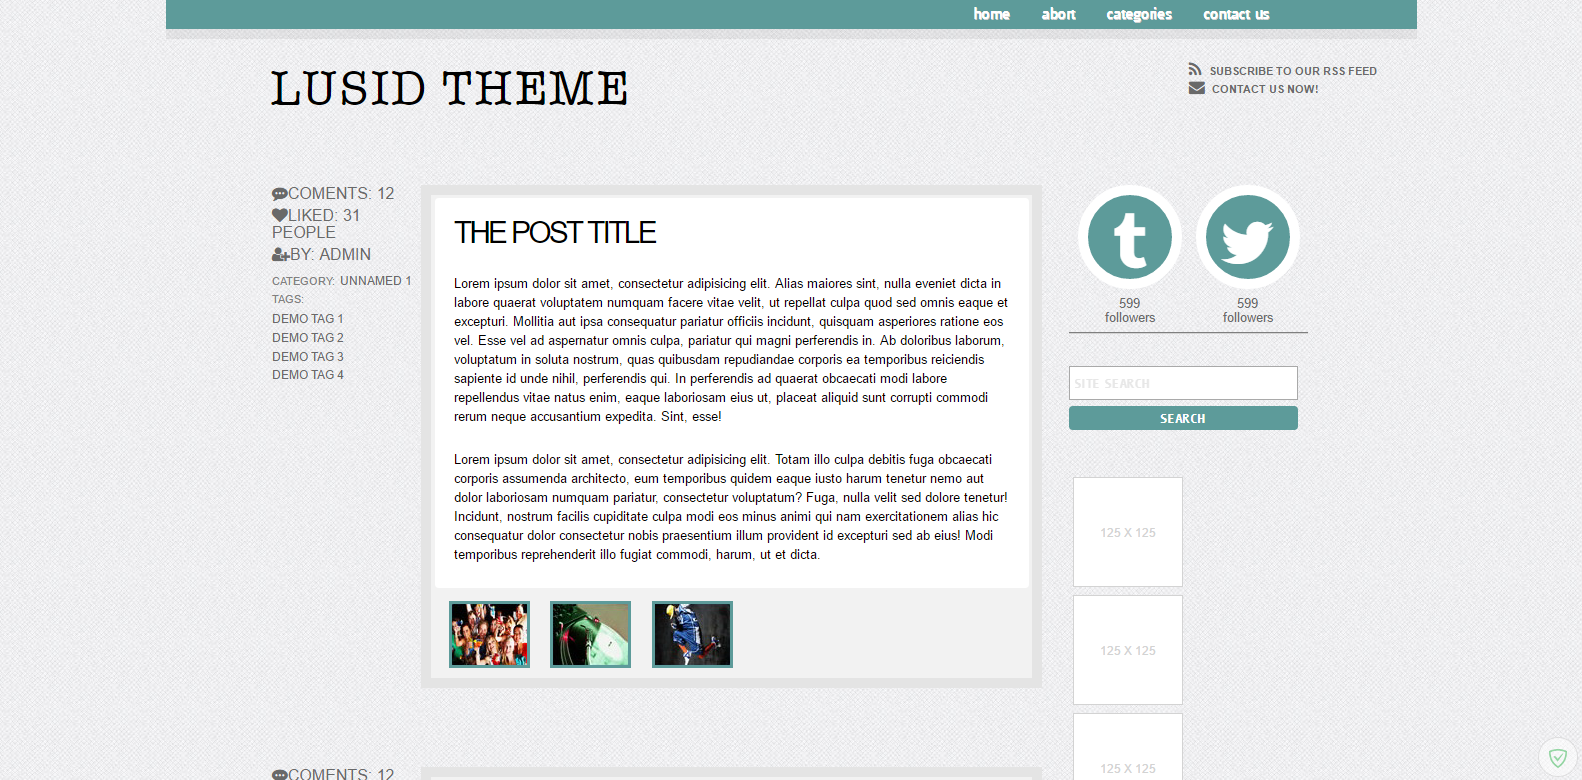 home abort categories contact us
LUSID THEME
SUBSCRIBE TO OUR RSS FEED
CONTACT US NOW!
COMENTS: 12
LIKED: 31
PEOPLE
BY: ADMIN
CATEGORY: UNNAMED 1
TAGS:
DEMO TAG 1
DEMO TAG 2
DEMO TAG 3
DEMO TAG 4
THE POST TITLE
Lorem ipsum dolor sit amet, consectetur adipisicing elit. Alias maiores sint, nulla eveniet dicta in
labore quaerat voluptatem numquam facere vitae velit, ut repellat culpa quod sed omnis eaque et
excepturi. Mollitia aut ipsa consequatur pariatur officiis incidunt, quisquam asperiores ratione eos
vel. Esse vel ad aspernatur omnis culpa, pariatur qui magni perferendis in. Ab doloribus laborum,
voluptatum in soluta nostrum, quas quibusdam repudiandae corporis ea temporibus reiciendis
sapiente id unde nihil, perferendis qui. In perferendis ad quaerat obcaecati modi labore
repellendus vitae natus enim, eaque laboriosam eius ut, placeat aliquid sunt corrupti commodi
rerum neque accusantium expedita. Sint, esse!
Lorem ipsum dolor sit amet, consectetur adipisicing elit. Totam illo culpa debitis fuga obcaecati
corporis assumenda architecto, eum temporibus quidem eaque iusto harum tenetur nemo aut
dolor laboriosam numquam pariatur, consectetur voluptatum? Fuga, nulla velit sed dolore tenetur!
Incidunt, nostrum facilis cupiditate culpa modi eos minus animi qui nam exercitationem alias hic
consequatur dolor consectetur nobis praesentium illum provident id excepturi sed ab eius! Modi
temporibus reprehenderit illo fugiat commodi, harum, ut et dicta.
599
followers
599
followers
SITE SEARCH
SEARCH
125 X 125
125 X 125
125 X 125
COMENTS: 12